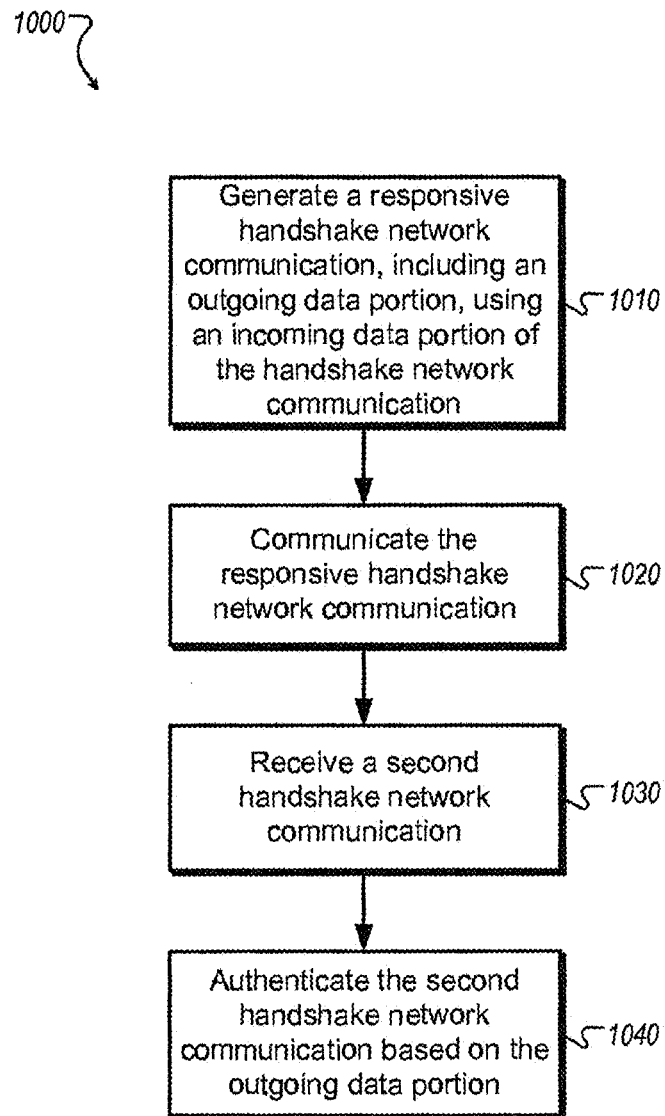 1000
Generate a responsive
handshake network
communication, including an
outgoing data portion, using
an incoming data portion of
the handshake network
communication
1010
Communicate the
responsive handshake
network communication
1020
Receive a second
handshake network
communication
1030
Authenticate the second
handshake network
communication based on the
outgoing data portion
1040